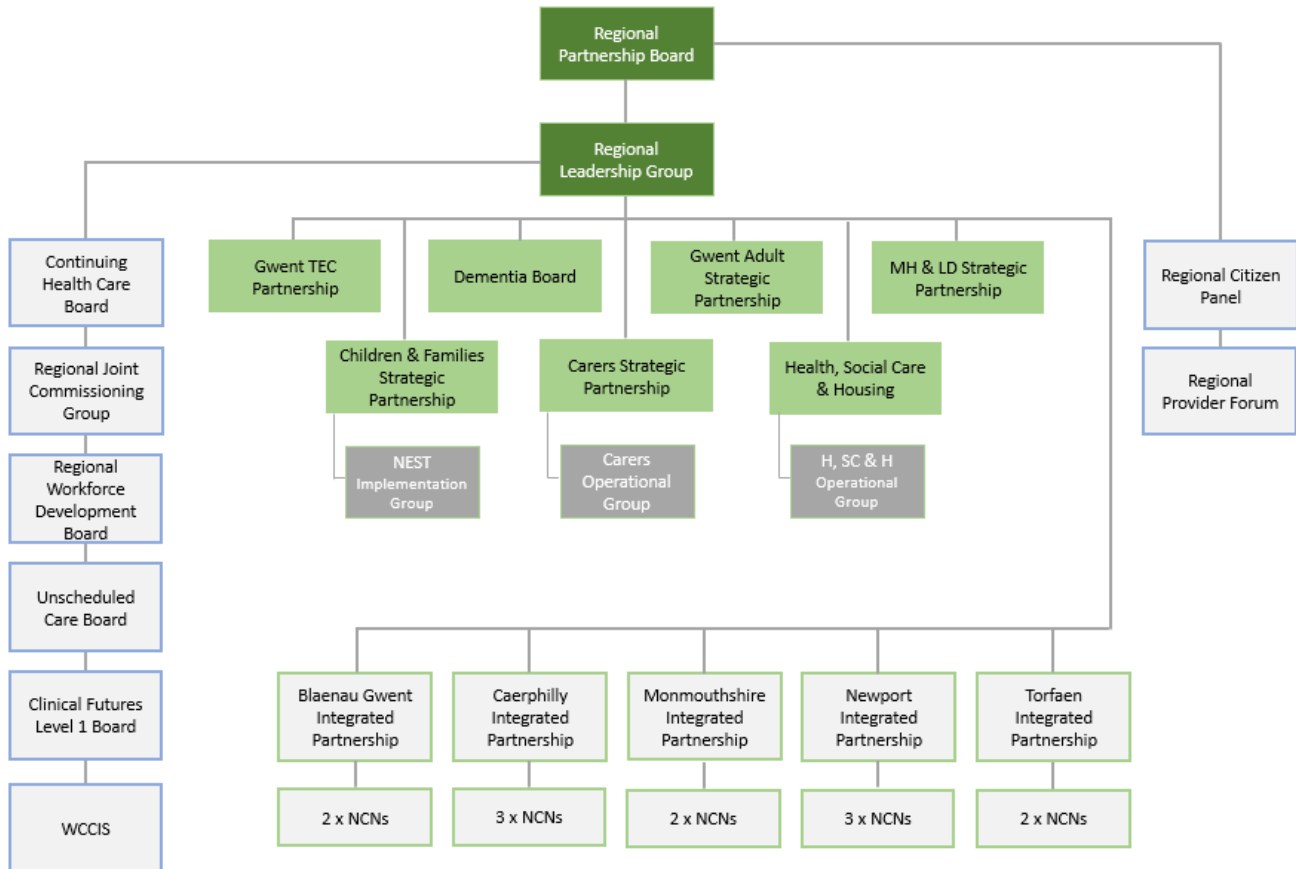 Regional
Partnership Board
Regional
Leadership Group
Continuing
Health Care
Board
Regional Joint
Commissioning
Group
Regional
Workforce
Development
Board
Unscheduled
Care Board
Clinical Futures
Level 1 Board
WCCIS
Gwent TEC
Partnership
Dementia Board
Gwent Adult
Strategic
Partnership
MH & LD Strategic
Partnership
Children & Families
Strategic
Partnership
Carers Strategic
Partnership
Health, Social Care
& Housing
NEST
Implementation
Group
Carers
Operational
Group
H, SC & H
Operational
Group
Regional Citizen
Panel
Regional
Provider Forum
Blaenau Gwent
Integrated
Partnership
Caerphilly
Integrated
Partnership
Monmouthshire
Integrated
Partnership
Newport
Integrated
Partnership
Torfaen
Integrated
Partnership
2 x NCNs
3 x NCNs
2 x NCNs
3 x NCNs
2 x NCNs